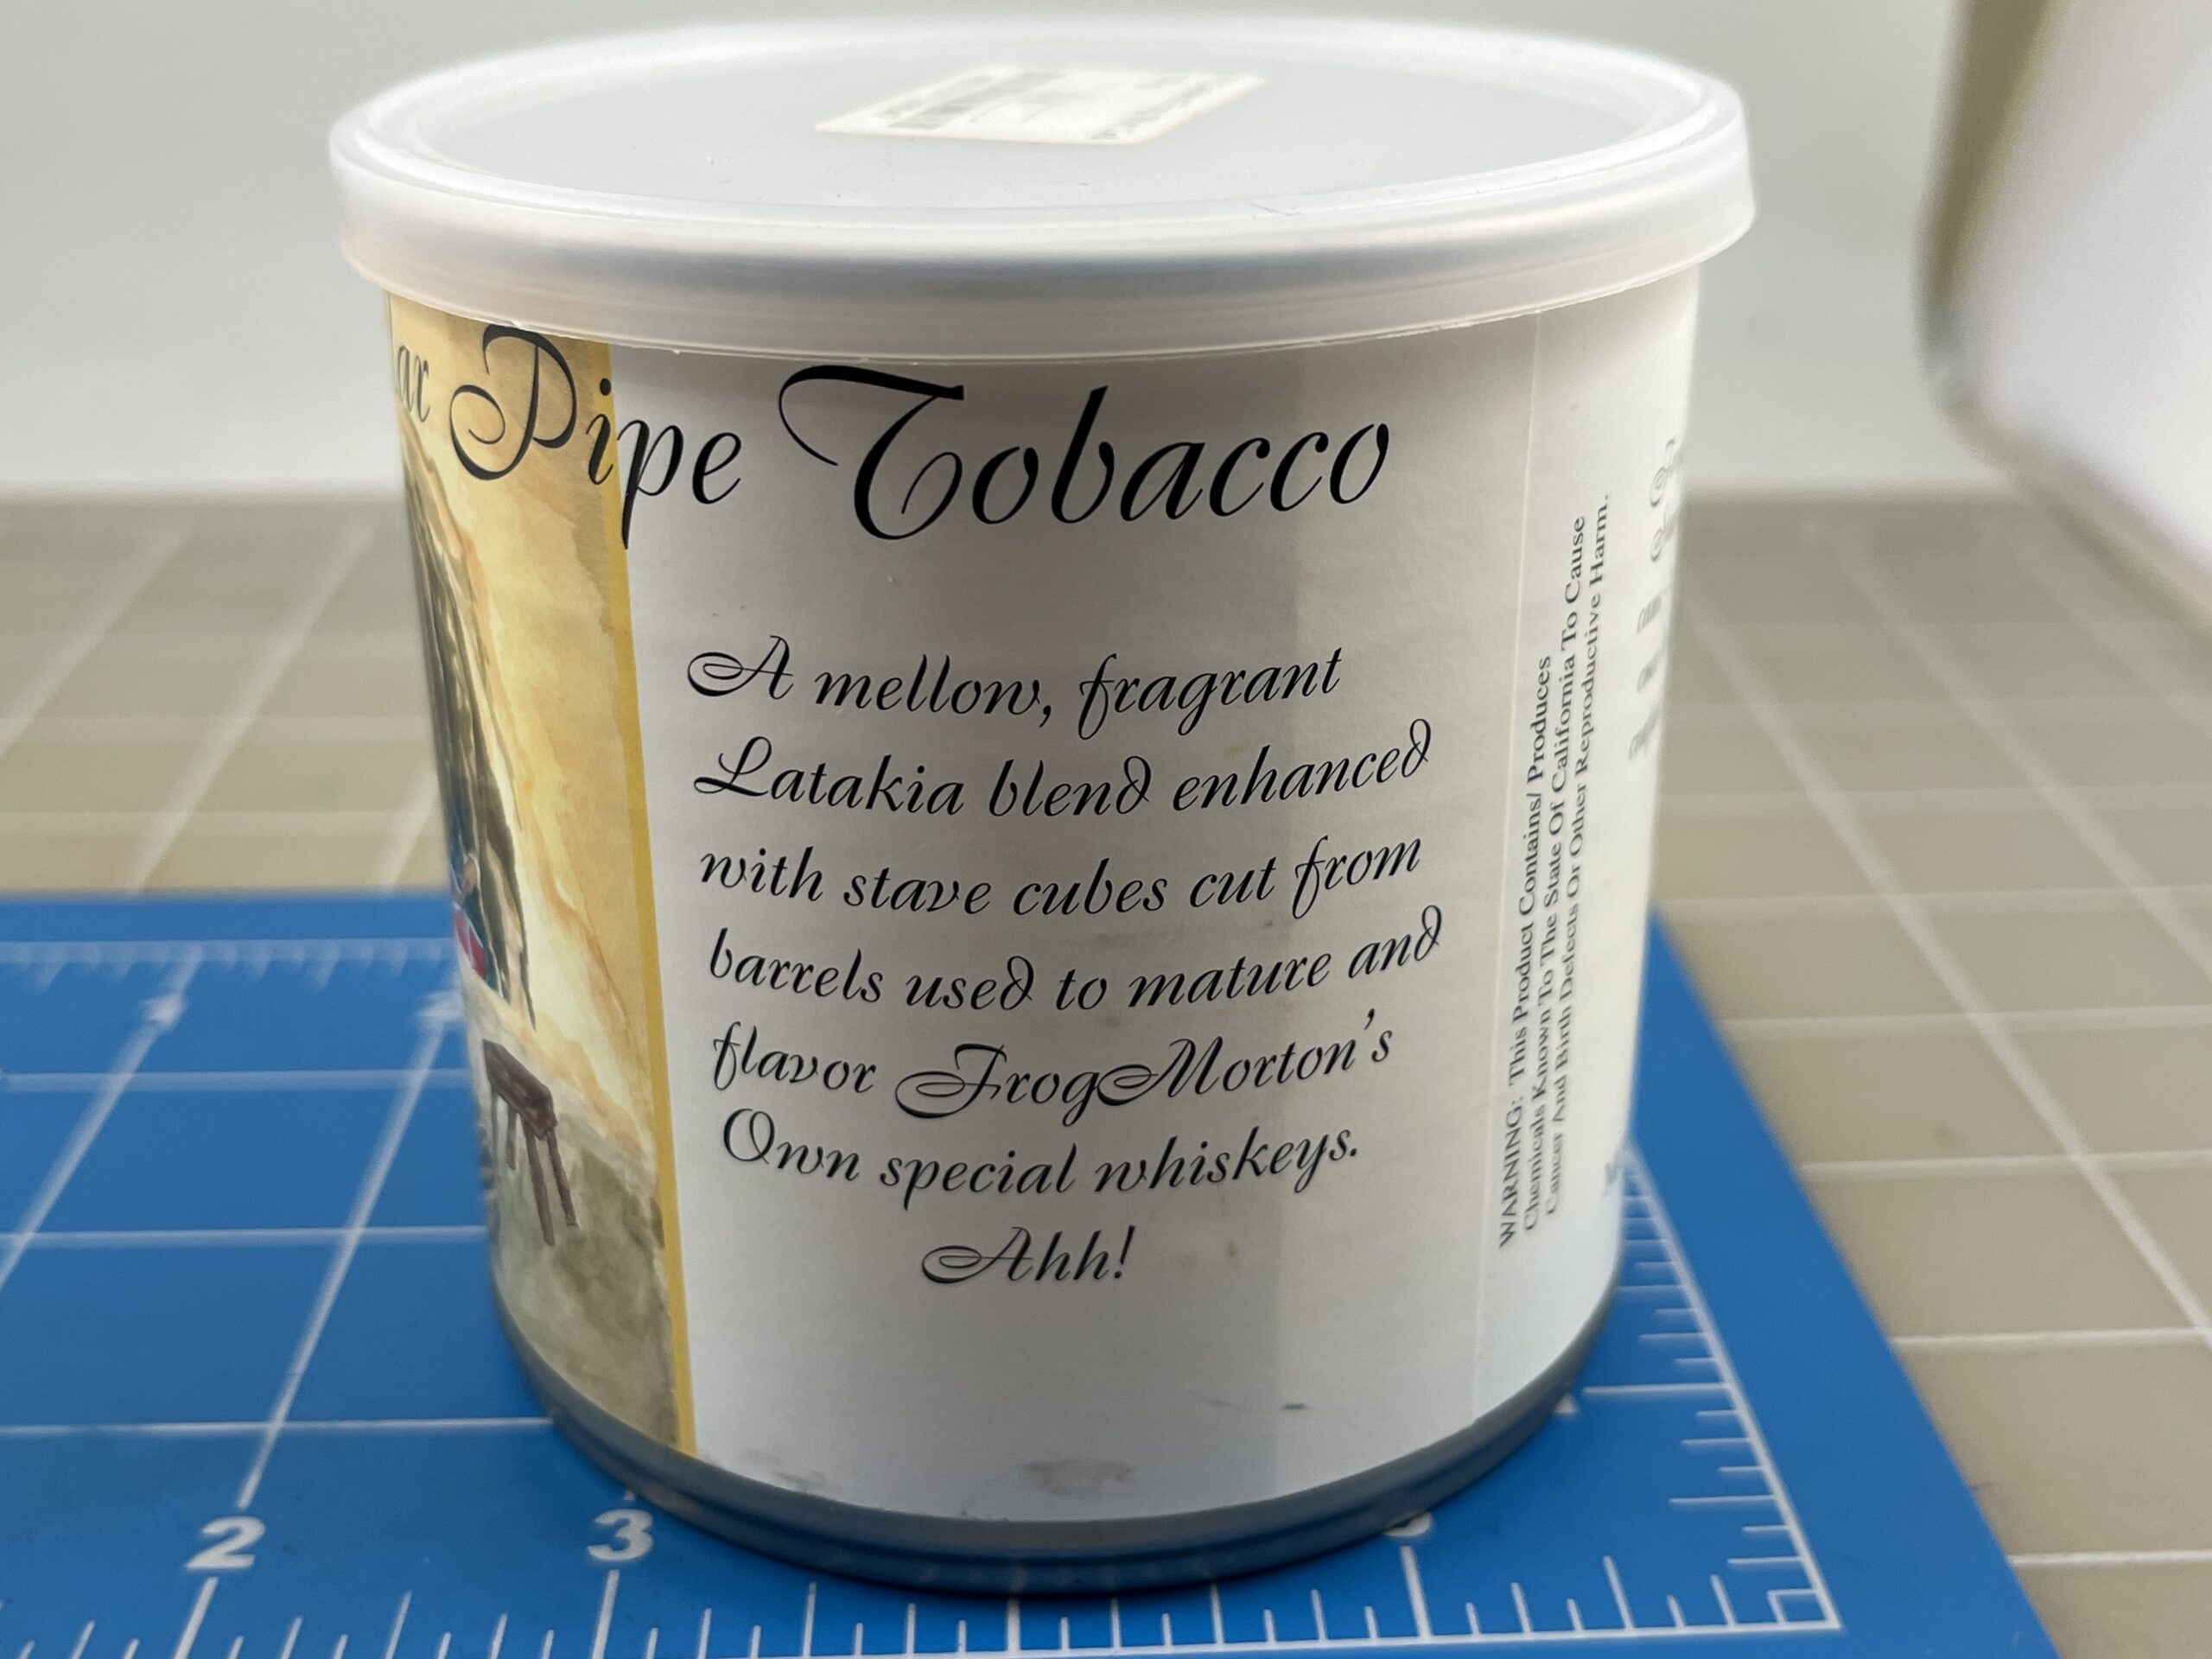 Pipe Tobacco
A mellow, fragrant
Latakia blend enhanced
with stave cubes cut from
barrels used to mature and
flavor FrogMorton's
Own special whiskeys.
Ahh!
WARNING: This Product Contains/ Produces
Chemicals Known To The State Of California To Cause
Cancer And Birth Defects Or Other Reproductive Harm.
2
3